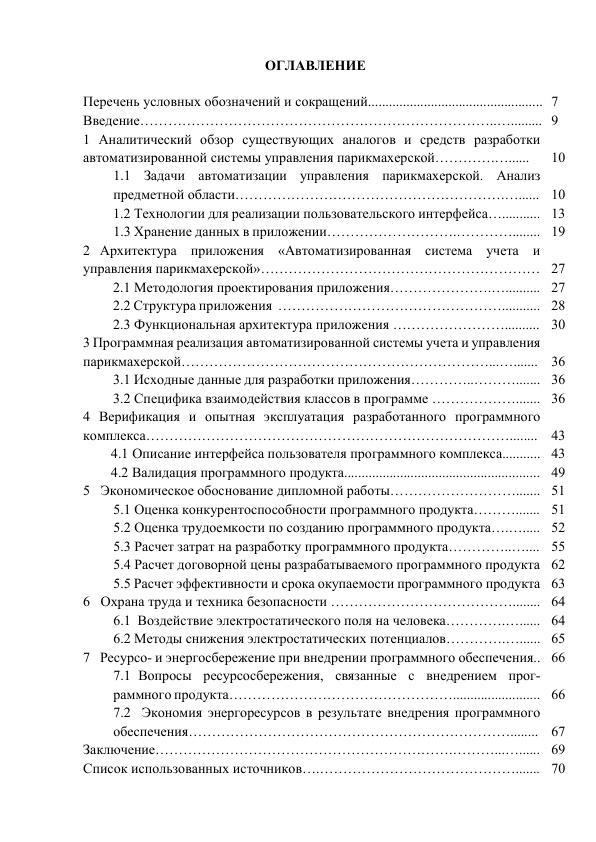 ОГЛАВЛЕНИЕ
Перечень условных обозначений и сокращений.................................................. 7
Введение…………………………………………………………………..…......... 9
1 Аналитический обзор существующих аналогов и средств разработки
автоматизированной системы управления парикмахерской…………….….….... 10
1.1 Задачи автоматизации управления парикмахерской. Анализ
предметной области…………………………………………………….…...... 10
1.2 Технологии для реализации пользовательского интерфейса…........... 13
1.3 Хранение данных в приложении……………………….…………........ 19
2 Архитектура приложения «Автоматизированная система учета и
управления парикмахерской»…………………………………………………… 27
2.1 Методология проектирования приложения…………………….......... 27
2.2 Структура приложения …………………………………………........... 28
2.3 Функциональная архитектура приложения …………………….......... 30
3 Программная реализация автоматизированной системы учета и управления
парикмахерской…………………………………………………………...…....... 36
3.1 Исходные данные для разработки приложения…………..………....... 36
3.2 Специфика взаимодействия классов в программе ………………....... 36
4 Верификация и опытная эксплуатация разработанного программного
комплекса……………………………………………………………………........ 43
4.1 Описание интерфейса пользователя программного комплекса........... 43
4.2 Валидация программного продукта........................................................ 49
5 Экономическое обоснование дипломной работы………………………....... 51
5.1 Оценка конкурентоспособности программного продукта………....... 51
5.2 Оценка трудоемкости по созданию программного продукта…….….... 52
5.3 Расчет затрат на разработку программного продукта…………..….... 55
5.4 Расчет договорной цены разрабатываемого программного продукта 62
5.5 Расчет эффективности и срока окупаемости программного продукта 63
6 Охрана труда и техника безопасности …………………………………........ 64
6.1 Воздействие электростатического поля на человека………….…...... 64
6.2 Методы снижения электростатических потенциалов………….…...... 65
7 Ресурсо- и энергосбережение при внедрении программного обеспечения.. 66
7.1 Вопросы ресурсосбережения, связанные с внедрением прог-
раммного продукта………………………………………......................... 66
7.2 Экономия энергоресурсов в результате внедрения программного
обеспечения……………………………………………………………........ 67
Заключение……………………………………………………….………..…...... 69
Список использованных источников….……………………………………....... 70